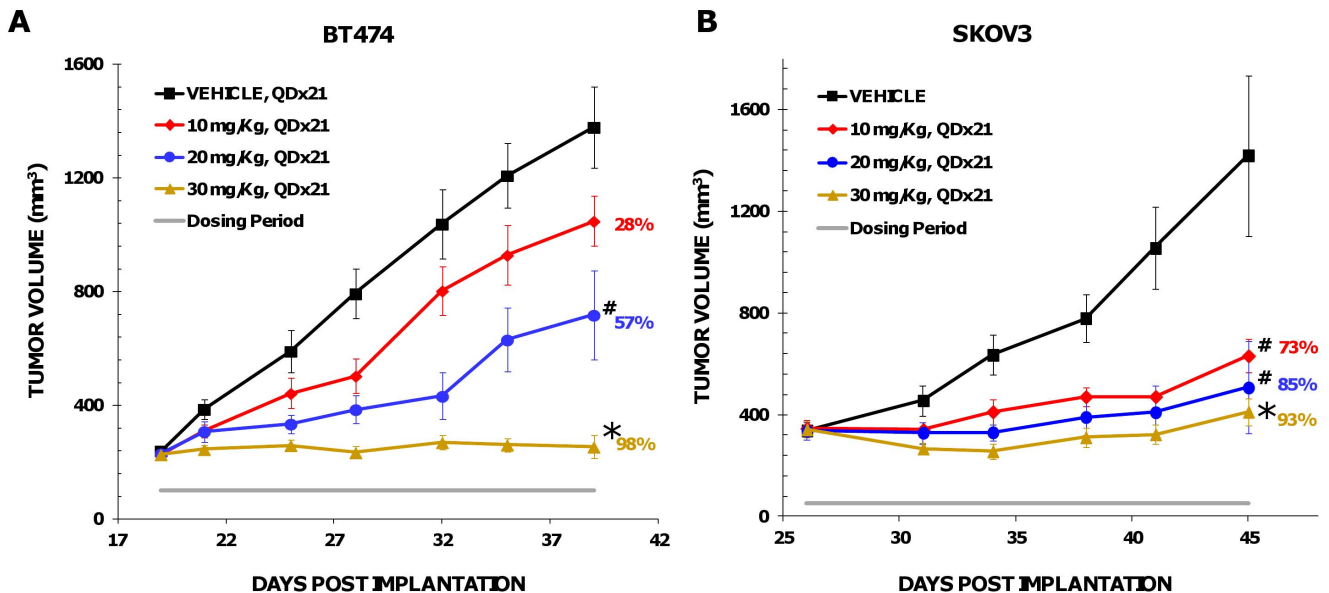 A
BT474
1600
1200
800
400
0
TUMOR VOLUME (mm³)
VEHICLE, QDx21
10 mg/Kg, QDx21
20 mg/Kg, QDx21
30 mg/Kg, QDx21
Dosing Period
28%
#
57%
*
98%
17 22 27 32 37 42
DAYS POST IMPLANTATION
B
SKOV3
1600
1200
800
400
0
TUMOR VOLUME (mm³)
VEHICLE
10 mg/Kg, QDx21
20 mg/Kg, QDx21
30 mg/Kg, QDx21
Dosing Period
# 73%
#
85%
*
93%
25 30 35 40 45
DAYS POST IMPLANTATION